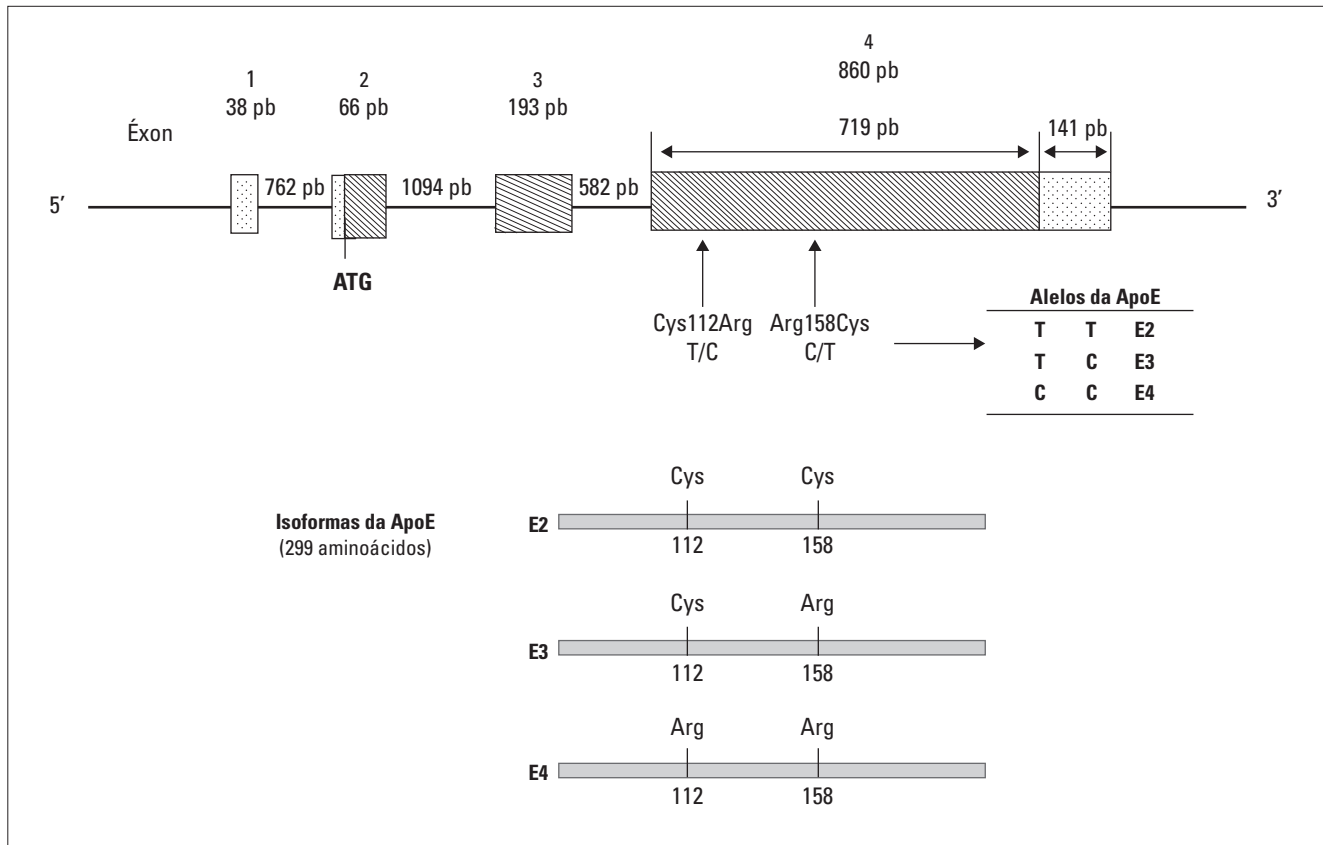 4
860 pb
1
38 pb
2
66 pb
3
193 pb
Éxon
719 pb
141 pb
5’
762 pb
1094 pb
582 pb
3’
ATG
Cys112Arg
T/C
Arg158Cys
C/T
Alelos da ApoE
T T E2
T C E3
C C E4
Isoformas da ApoE
(299 aminoácidos)
Cys Cys
E2
112 158
Cys Arg
E3
112 158
Arg Arg
E4
112 158